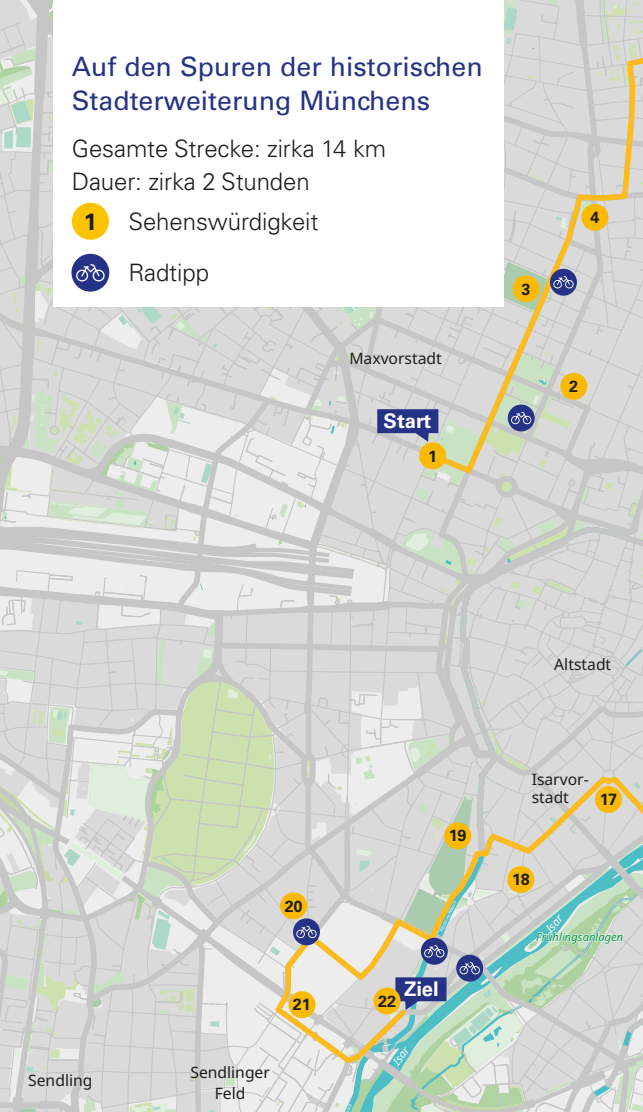 Auf den Spuren der historischen
Stadterweiterung Münchens
Gesamte Strecke: zirka 14 km
Dauer: zirka 2 Stunden
1 Sehenswürdigkeit
Radtipp
4
3
Maxvorstadt
2
Start
1
Altstadt
Isarvor-
stadt
17
19
18
20
Isar
Frühlingsanlagen
21
22
Ziel
Isar
Sendling
Sendlinger
Feld